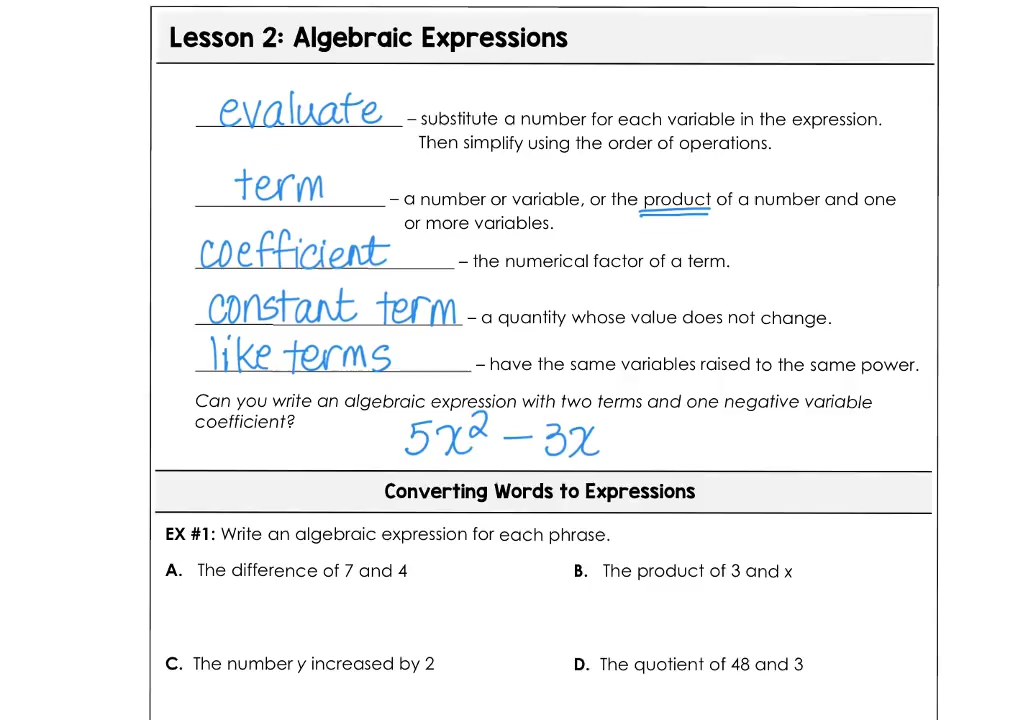 Lesson 2: Algebraic Expressions
evaluate – substitute a number for each variable in the expression.
Then simplify using the order of operations.
term – a number or variable, or the product of a number and one
or more variables.
coefficient – the numerical factor of a term.
constant term – a quantity whose value does not change.
like terms – have the same variables raised to the same power.
Can you write an algebraic expression with two terms and one negative variable
coefficient?
5x² – 3x
Converting Words to Expressions
EX #1: Write an algebraic expression for each phrase.
A. The difference of 7 and 4
B. The product of 3 and x
C. The number y increased by 2
D. The quotient of 48 and 3